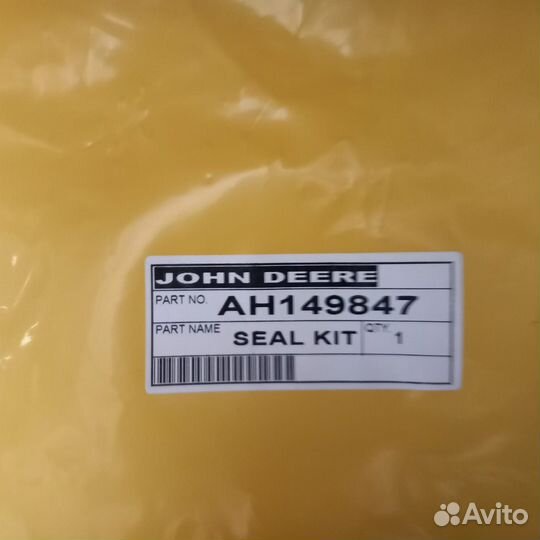 JOHN DEERE
PART NO. AH149847
PART NAME SEAL KIT QTY. 1
Avito